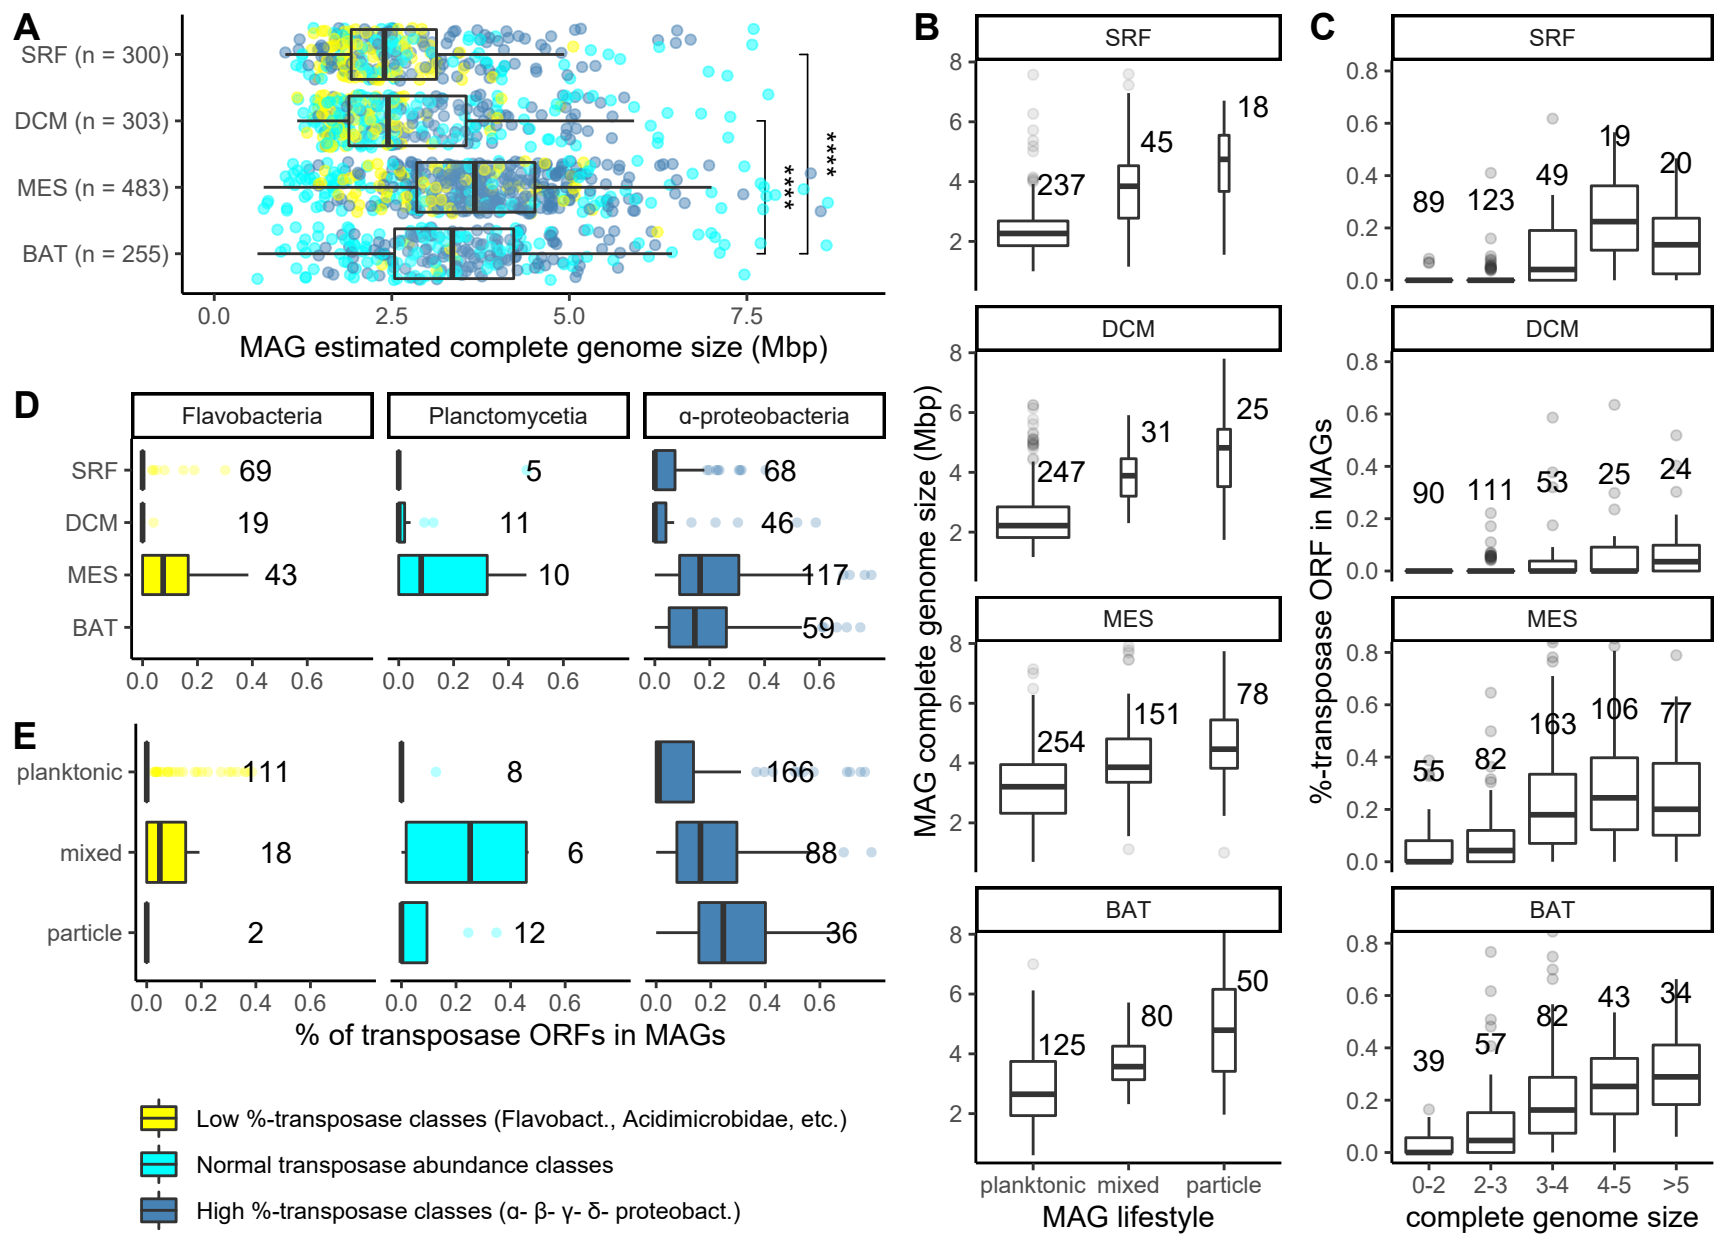 A
SRF (n = 300)
DCM (n = 303)
MES (n = 483)
BAT (n = 255)
****
****
0.0 2.5 5.0 7.5
MAG estimated complete genome size (Mbp)
B
MAG complete genome size (Mbp)
SRF
8
6
4
2
237 45 18
DCM
8
6
4
2
247 31 25
MES
8
6
4
2
254 151 78
BAT
8
6
4
2
125 80 50
planktonic mixed particle
MAG lifestyle
C
%-transposase ORF in MAGs
SRF
0.8
0.6
0.4
0.2
0.0
89 123 49 19 20
DCM
0.8
0.6
0.4
0.2
0.0
90 111 53 25 24
MES
0.8
0.6
0.4
0.2
0.0
55 82 163 106 77
BAT
0.8
0.6
0.4
0.2
0.0
39 57 82 43 34
0-2 2-3 3-4 4-5 >5
complete genome size
D
Flavobacteria Planctomycetia α-proteobacteria
SRF 69 5 68
DCM 19 11 46
MES 43 10 117
BAT 59
0.0 0.2 0.4 0.6 0.0 0.2 0.4 0.6 0.0 0.2 0.4 0.6
E
planktonic 111 8 166
mixed 18 6 88
particle 2 12 36
0.0 0.2 0.4 0.6 0.0 0.2 0.4 0.6 0.0 0.2 0.4 0.6
% of transposase ORFs in MAGs
Low %-transposase classes (Flavobact., Acidimicrobidae, etc.)
Normal transposase abundance classes
High %-transposase classes (α- β- γ- δ- proteobact.)